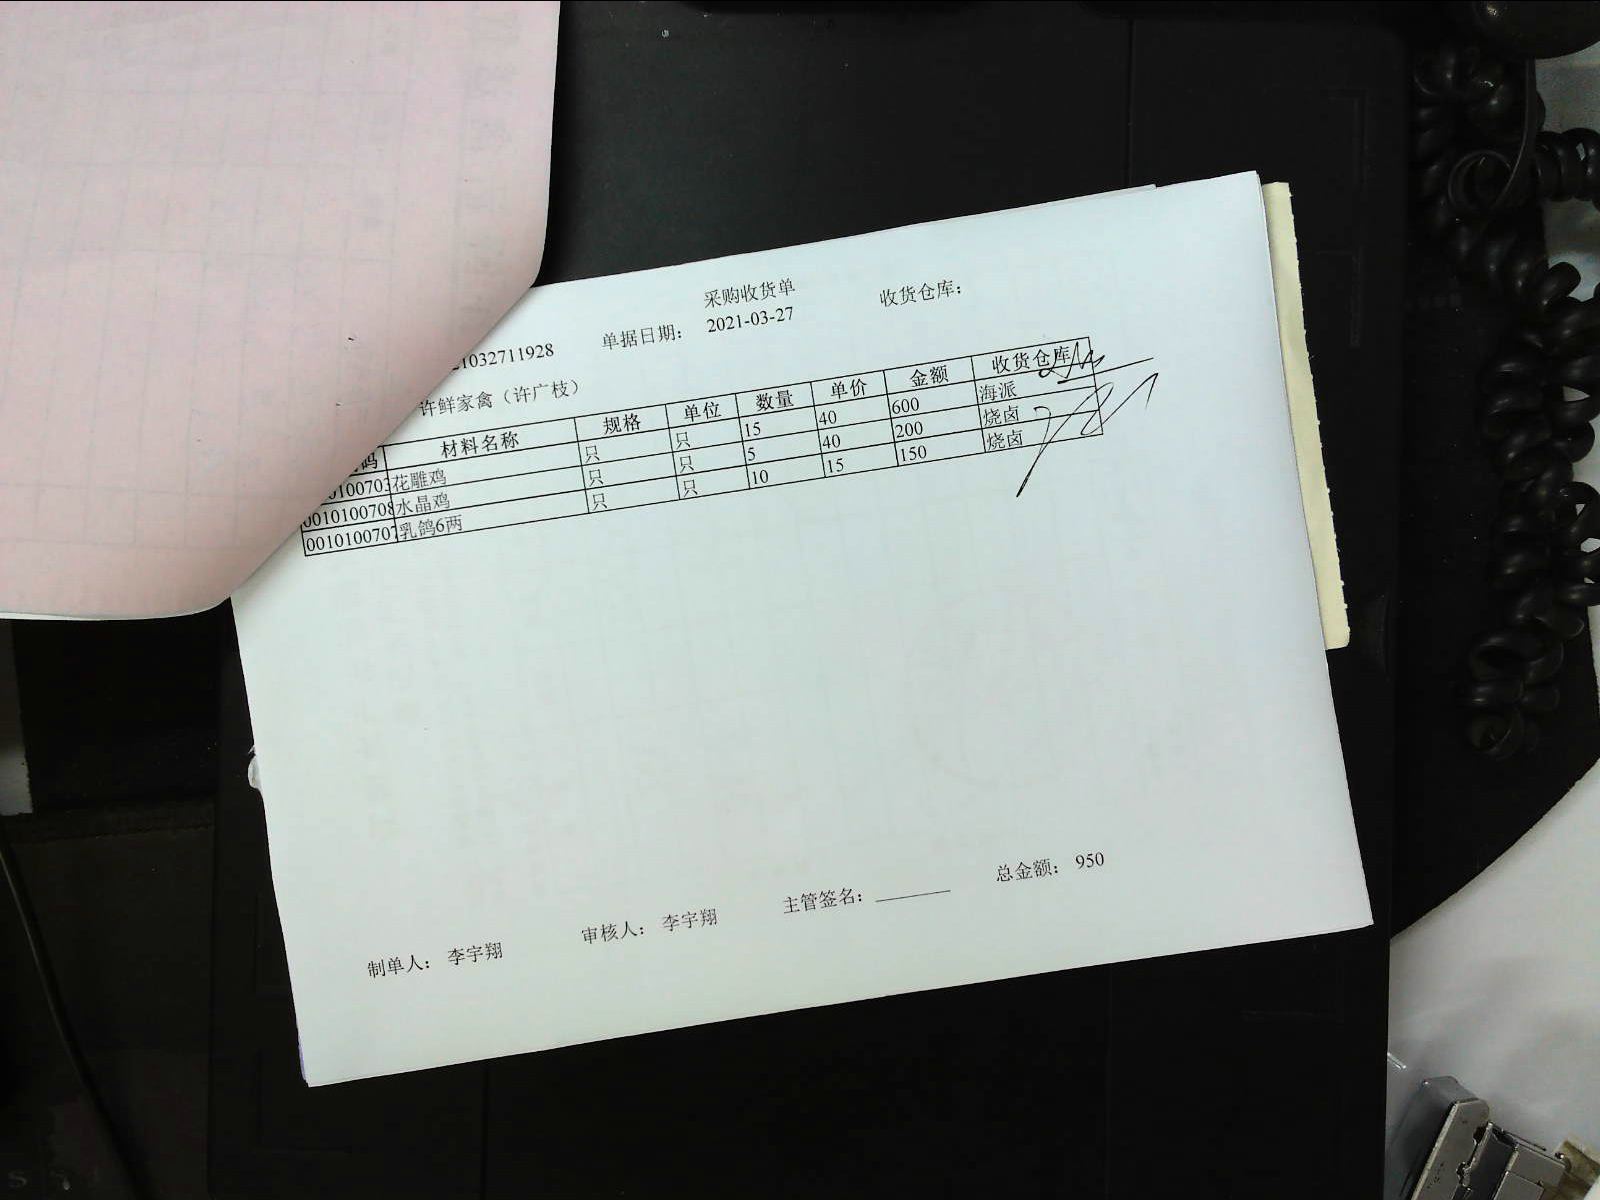 采购收货单
21032711928 单据日期： 2021-03-27 收货仓库：
许鲜家禽（许广枝）
码 材料名称 规格 单位 数量 单价 金额 收货仓库
0100703 花雕鸡 只 只 15 40 600 海派
0010100708 水晶鸡 只 只 5 40 200 烧卤
0010100707 乳鸽6两 只 只 10 15 150 烧卤
制单人： 李宇翔 审核人： 李宇翔 主管签名： 总金额： 950